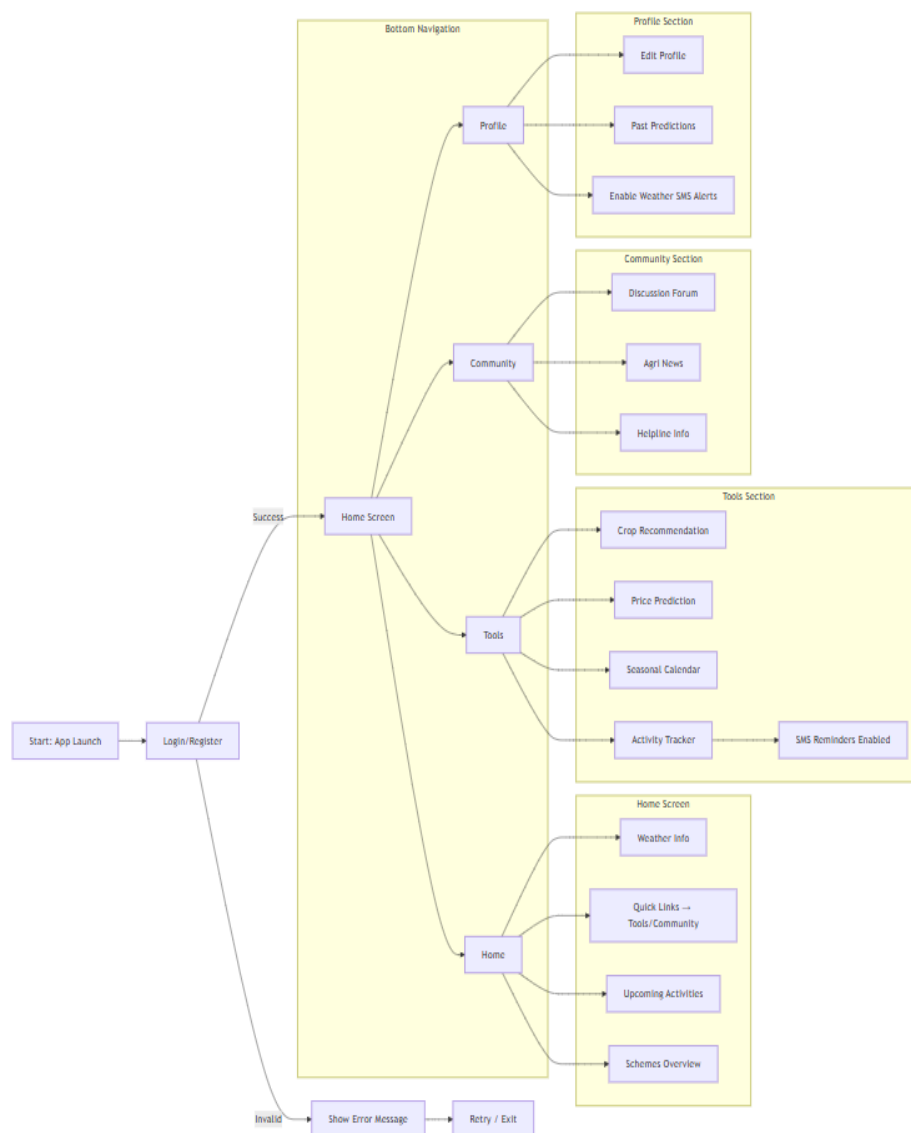 Bottom Navigation
Profile Section
Edit Profile
Profile
Past Predictions
Enable Weather SMS Alerts
Community Section
Discussion Forum
Community
Agri News
Helpline Info
Tools Section
Success
Home Screen
Crop Recommendation
Price Prediction
Tools
Seasonal Calendar
Start: App Launch
Login/Register
Activity Tracker
SMS Reminders Enabled
Home Screen
Weather Info
Quick Links →
Tools/Community
Home
Upcoming Activities
Schemes Overview
Invalid
Show Error Message
Retry / Exit